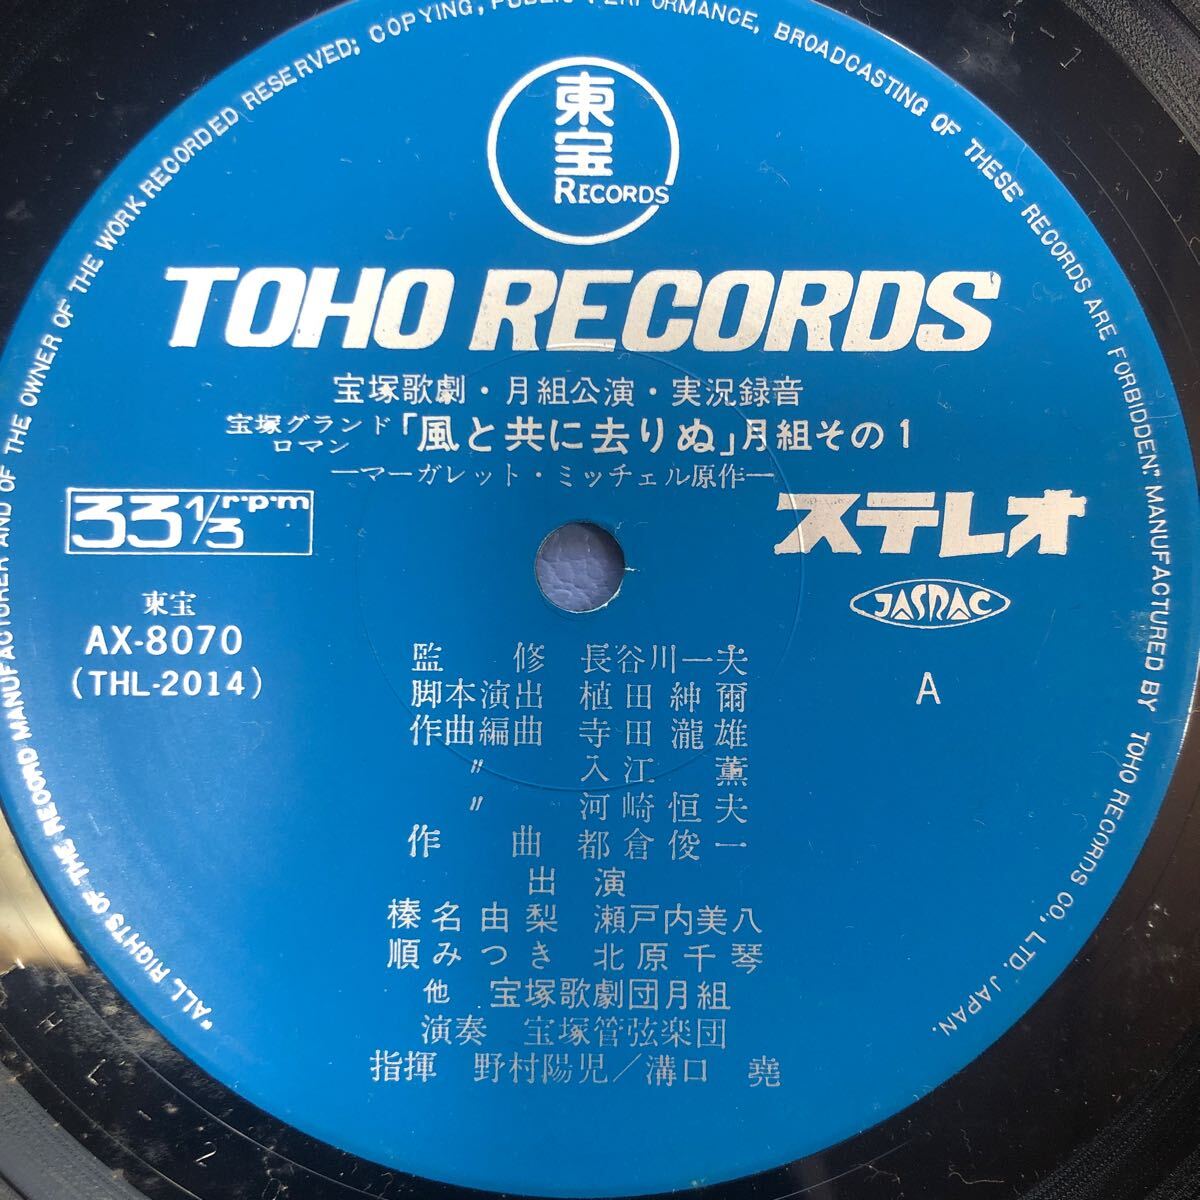 "ALL RIGHTS OF THE RECORD MANUFACTURER AND OF THE OWNER OF THE WORK RECORDED RESERVED; COPYING, PUBLIC PERFORMANCE, BROADCASTING OF THESE RECORDS ARE FORBIDDEN" MANUFACTURED BY TOHO RECORDS CO., LTD. JAPAN.
東宝
RECORDS
TOHO RECORDS
宝塚歌劇・月組公演・実況録音
宝塚グランド
ロマン
「風と共に去りぬ」月組その1
―マーガレット・ミッチェル原作―
33 1/3 r·p·m
ステレオ
JASRAC
東宝
AX-8070
(THL-2014)
A
監修 長谷川一夫
脚本演出 植田紳爾
作曲編曲 寺田瀧雄
〃 入江薫
〃 河崎恒夫
作曲 都倉俊一
出演
榛名由梨 瀬戸内美八
順みつき 北原千琴
他 宝塚歌劇団月組
演奏 宝塚管弦楽団
指揮 野村陽児／溝口堯